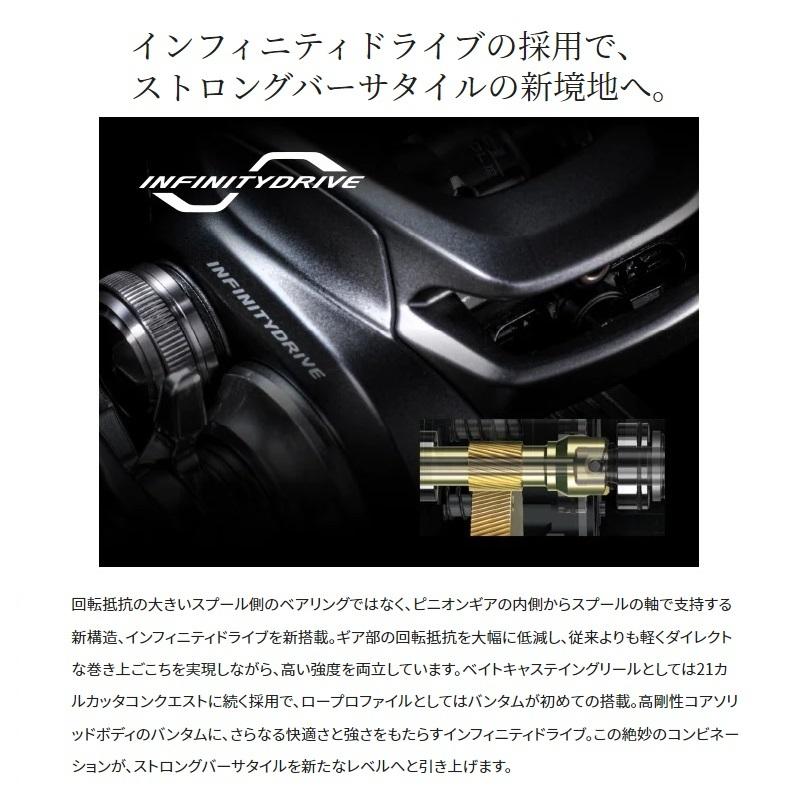 インフィニティドライブの採用で、
ストロングバーサタイルの新境地へ。
INFINITYDRIVE
INFINITYDRIVE
回転抵抗の大きいスプール側のベアリングではなく、ピニオンギアの内側からスプールの軸で支持する
新構造、インフィニティドライブを新搭載。ギア部の回転抵抗を大幅に低減し、従来よりも軽くダイレクト
な巻き上ごこちを実現しながら、高い強度を両立しています。ベイトキャステイングリールとしては21カ
ルカッタコンクエストに続く採用で、ロープロファイルとしてはバンタムが初めての搭載。高剛性コアソリ
ッドボディのバンタムに、さらなる快適さと強さをもたらすインフィニティドライブ。この絶妙のコンビネー
ションが、ストロングバーサタイルを新たなレベルへと引き上げます。